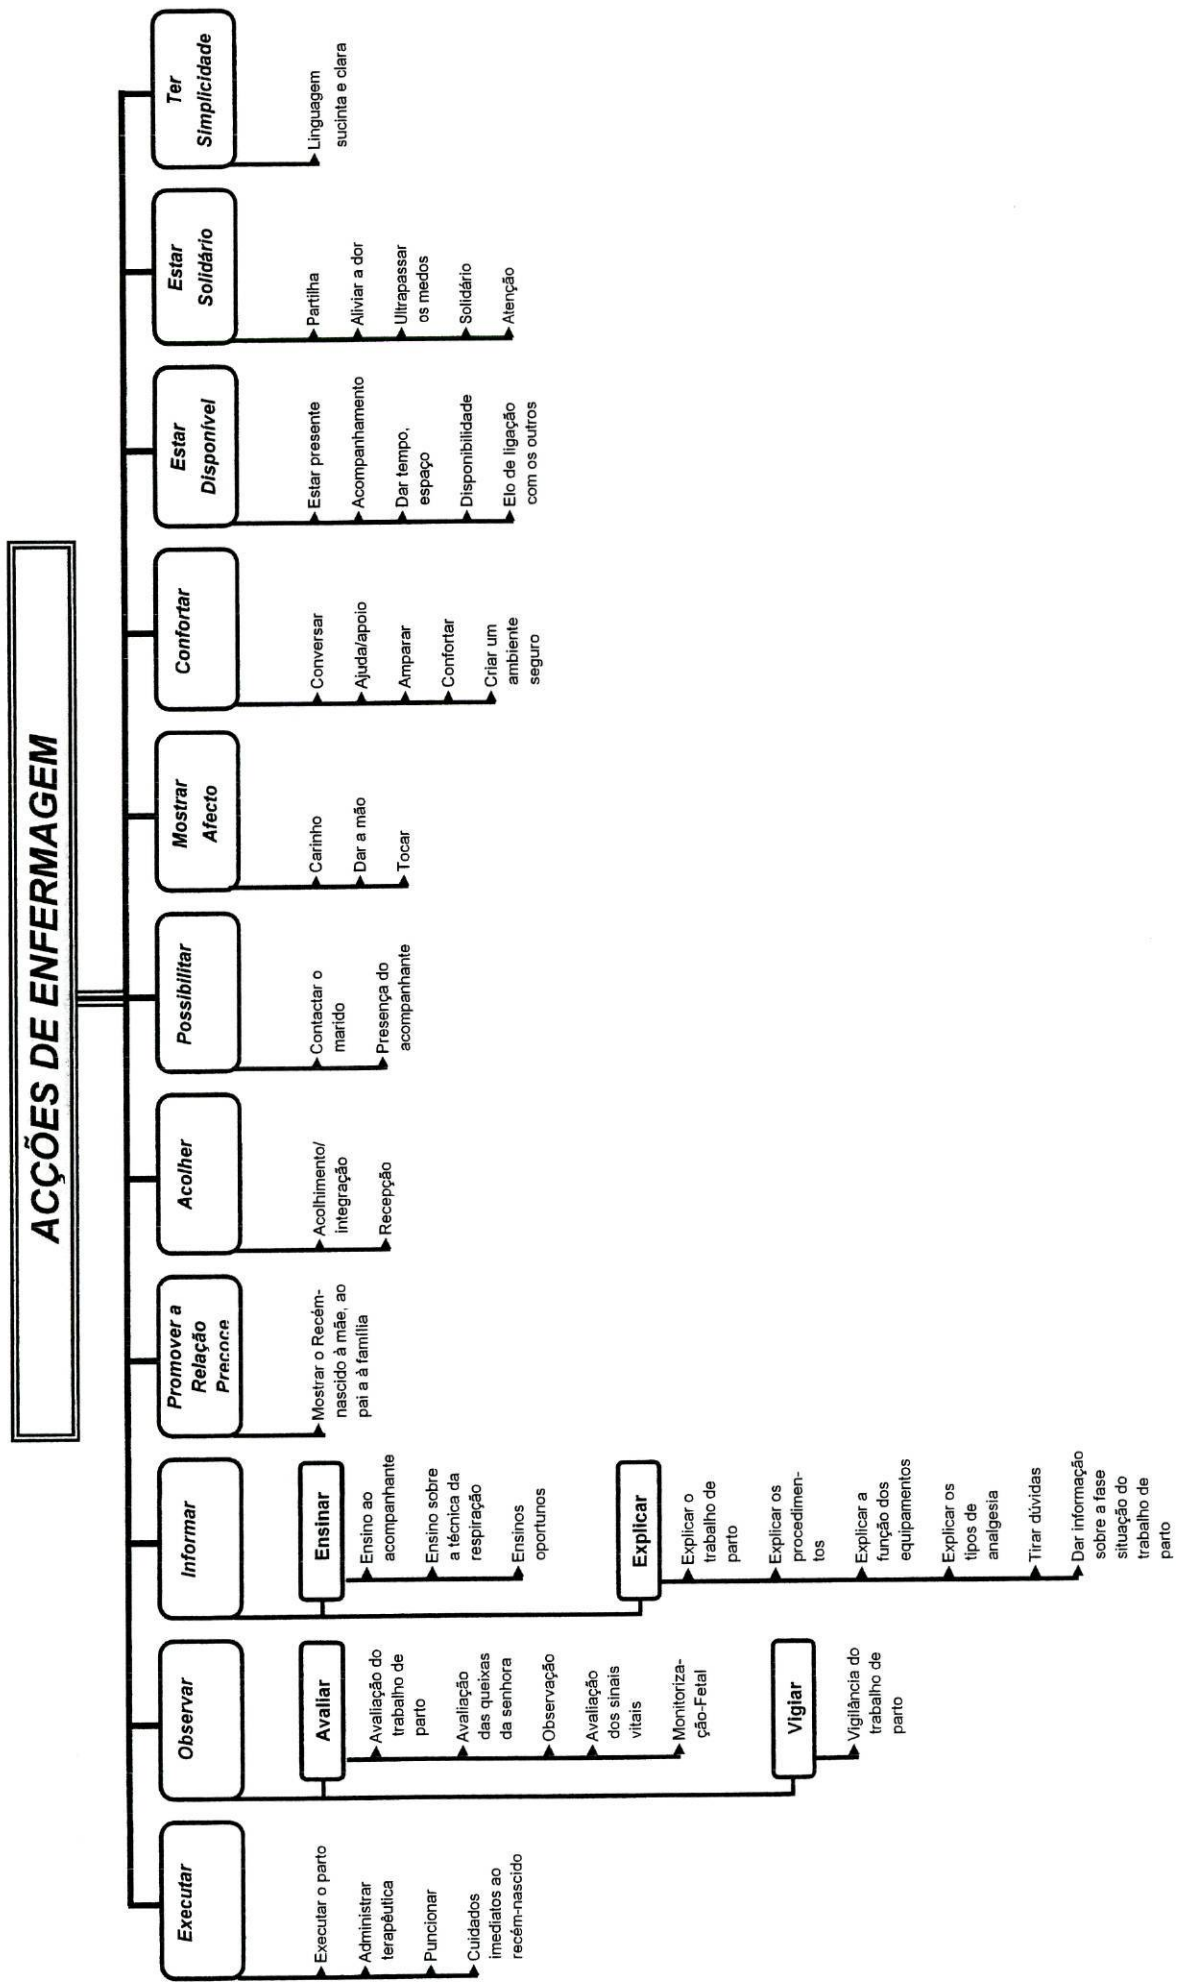 ACÇÕES DE ENFERMAGEM
Executar
Executar o parto
Administrar
terapêutica
Puncionar
Cuidados
imediatos ao
recém-nascido
Observar
Avaliar
Avaliação do
trabalho de
parto
Avaliação
das queixas
da senhora
Observação
Avaliação
dos sinais
vitais
Monitoriza-
ção-Fetal
Vigiar
Vigilância do
trabalho de
parto
Informar
Ensinar
Ensino ao
acompanhante
Ensino sobre
a técnica da
respiração
Ensinos
oportunos
Explicar
Explicar o
trabalho de
parto
Explicar os
procedimen-
tos
Explicar a
função dos
equipamentos
Explicar os
tipos de
analgesia
Tirar dúvidas
Dar informação
sobre a fase
situação do
trabalho de
parto
Promover a
Relação
Precoce
Mostrar o Recém-
nascido à mãe, ao
pai a à família
Acolher
Acolhimento/
integração
Recepção
Possibilitar
Contactar o
marido
Presença do
acompanhante
Mostrar
Afecto
Carinho
Dar a mão
Tocar
Confortar
Conversar
Ajuda/apoio
Amparar
Confortar
Criar um
ambiente
seguro
Estar
Disponível
Estar presente
Acompanhamento
Dar tempo,
espaço
Disponibilidade
Elo de ligação
com os outros
Estar
Solidário
Partilha
Aliviar a dor
Ultrapassar
os medos
Solidário
Atenção
Ter
Simplicidade
Linguagem
sucinta e clara